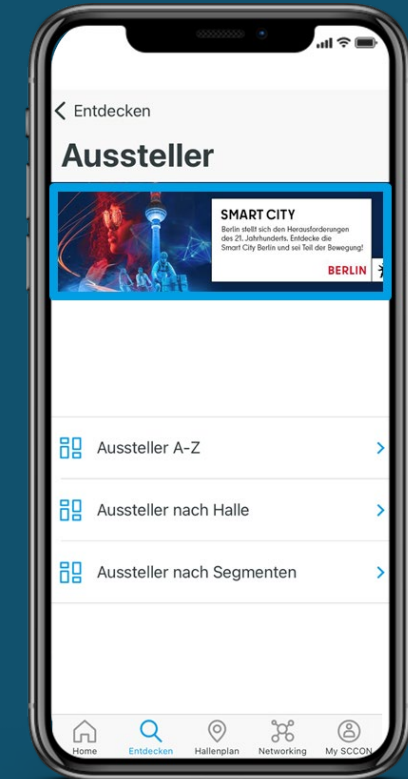 Entdecken
Aussteller
SMART CITY
Berlin stellt sich den Herausforderungen
des 21. Jahrhunderts. Entdecke die
Smart City Berlin und sei Teil der Bewegung!
BERLIN
Aussteller A-Z
Aussteller nach Halle
Aussteller nach Segmenten
Home Entdecken Hallenplan Networking My SCCON